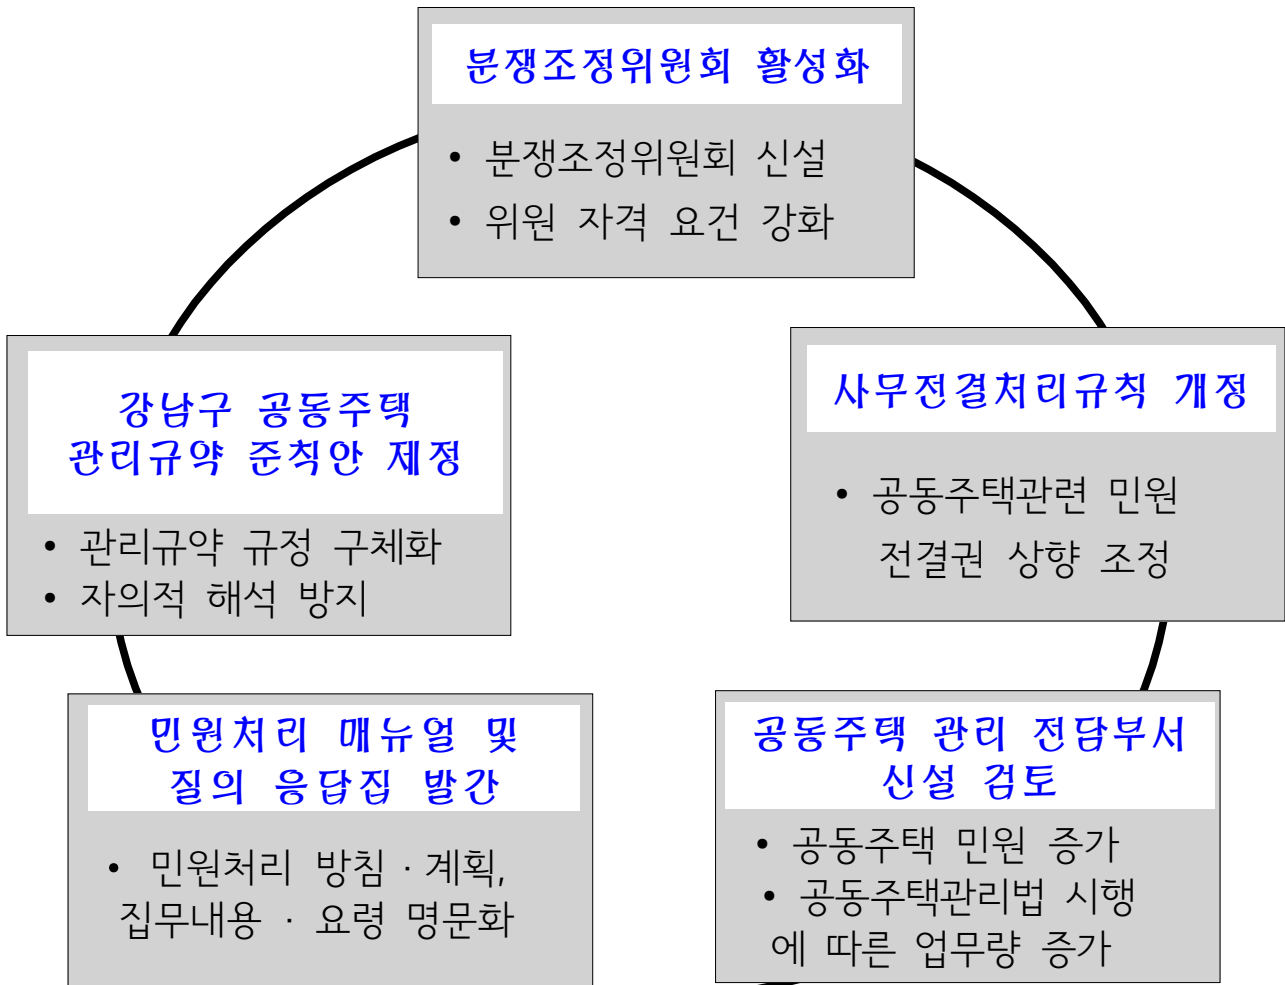 분쟁조정위원회 활성화
• 분쟁조정위원회 신설
• 위원 자격 요건 강화
강남구 공동주택
관리규약 준칙안 제정
• 관리규약 규정 구체화
• 자의적 해석 방지
사무전결처리규칙 개정
• 공동주택관련 민원
전결권 상향 조정
민원처리 매뉴얼 및
질의 응답집 발간
• 민원처리 방침 · 계획,
집무내용 · 요령 명문화
공동주택 관리 전담부서
신설 검토
• 공동주택 민원 증가
• 공동주택관리법 시행
에 따른 업무량 증가